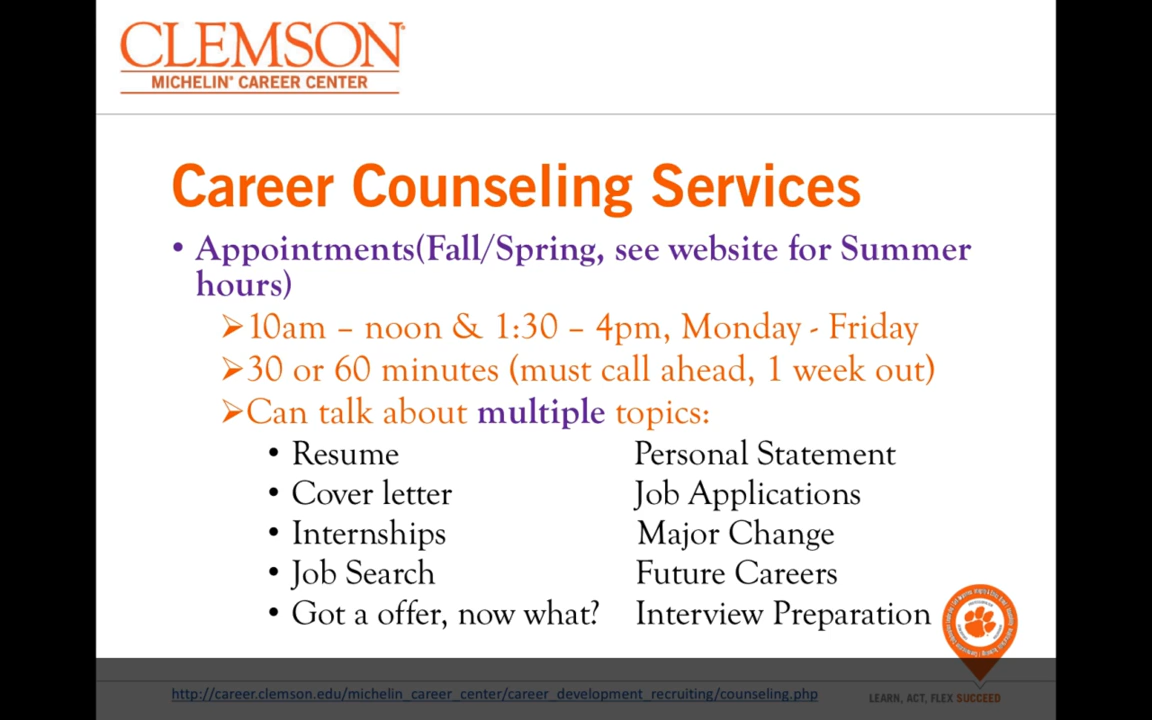 CLEMSON
MICHELIN® CAREER CENTER
Career Counseling Services
• Appointments(Fall/Spring, see website for Summer
hours)
➢10am – noon & 1:30 – 4pm, Monday - Friday
➢30 or 60 minutes (must call ahead, 1 week out)
➢Can talk about multiple topics:
• Resume Personal Statement
• Cover letter Job Applications
• Internships Major Change
• Job Search Future Careers
• Got a offer, now what? Interview Preparation
http://career.clemson.edu/michelin_career_center/career_development_recruiting/counseling.php
LEARN, ACT, FLEX SUCCEED